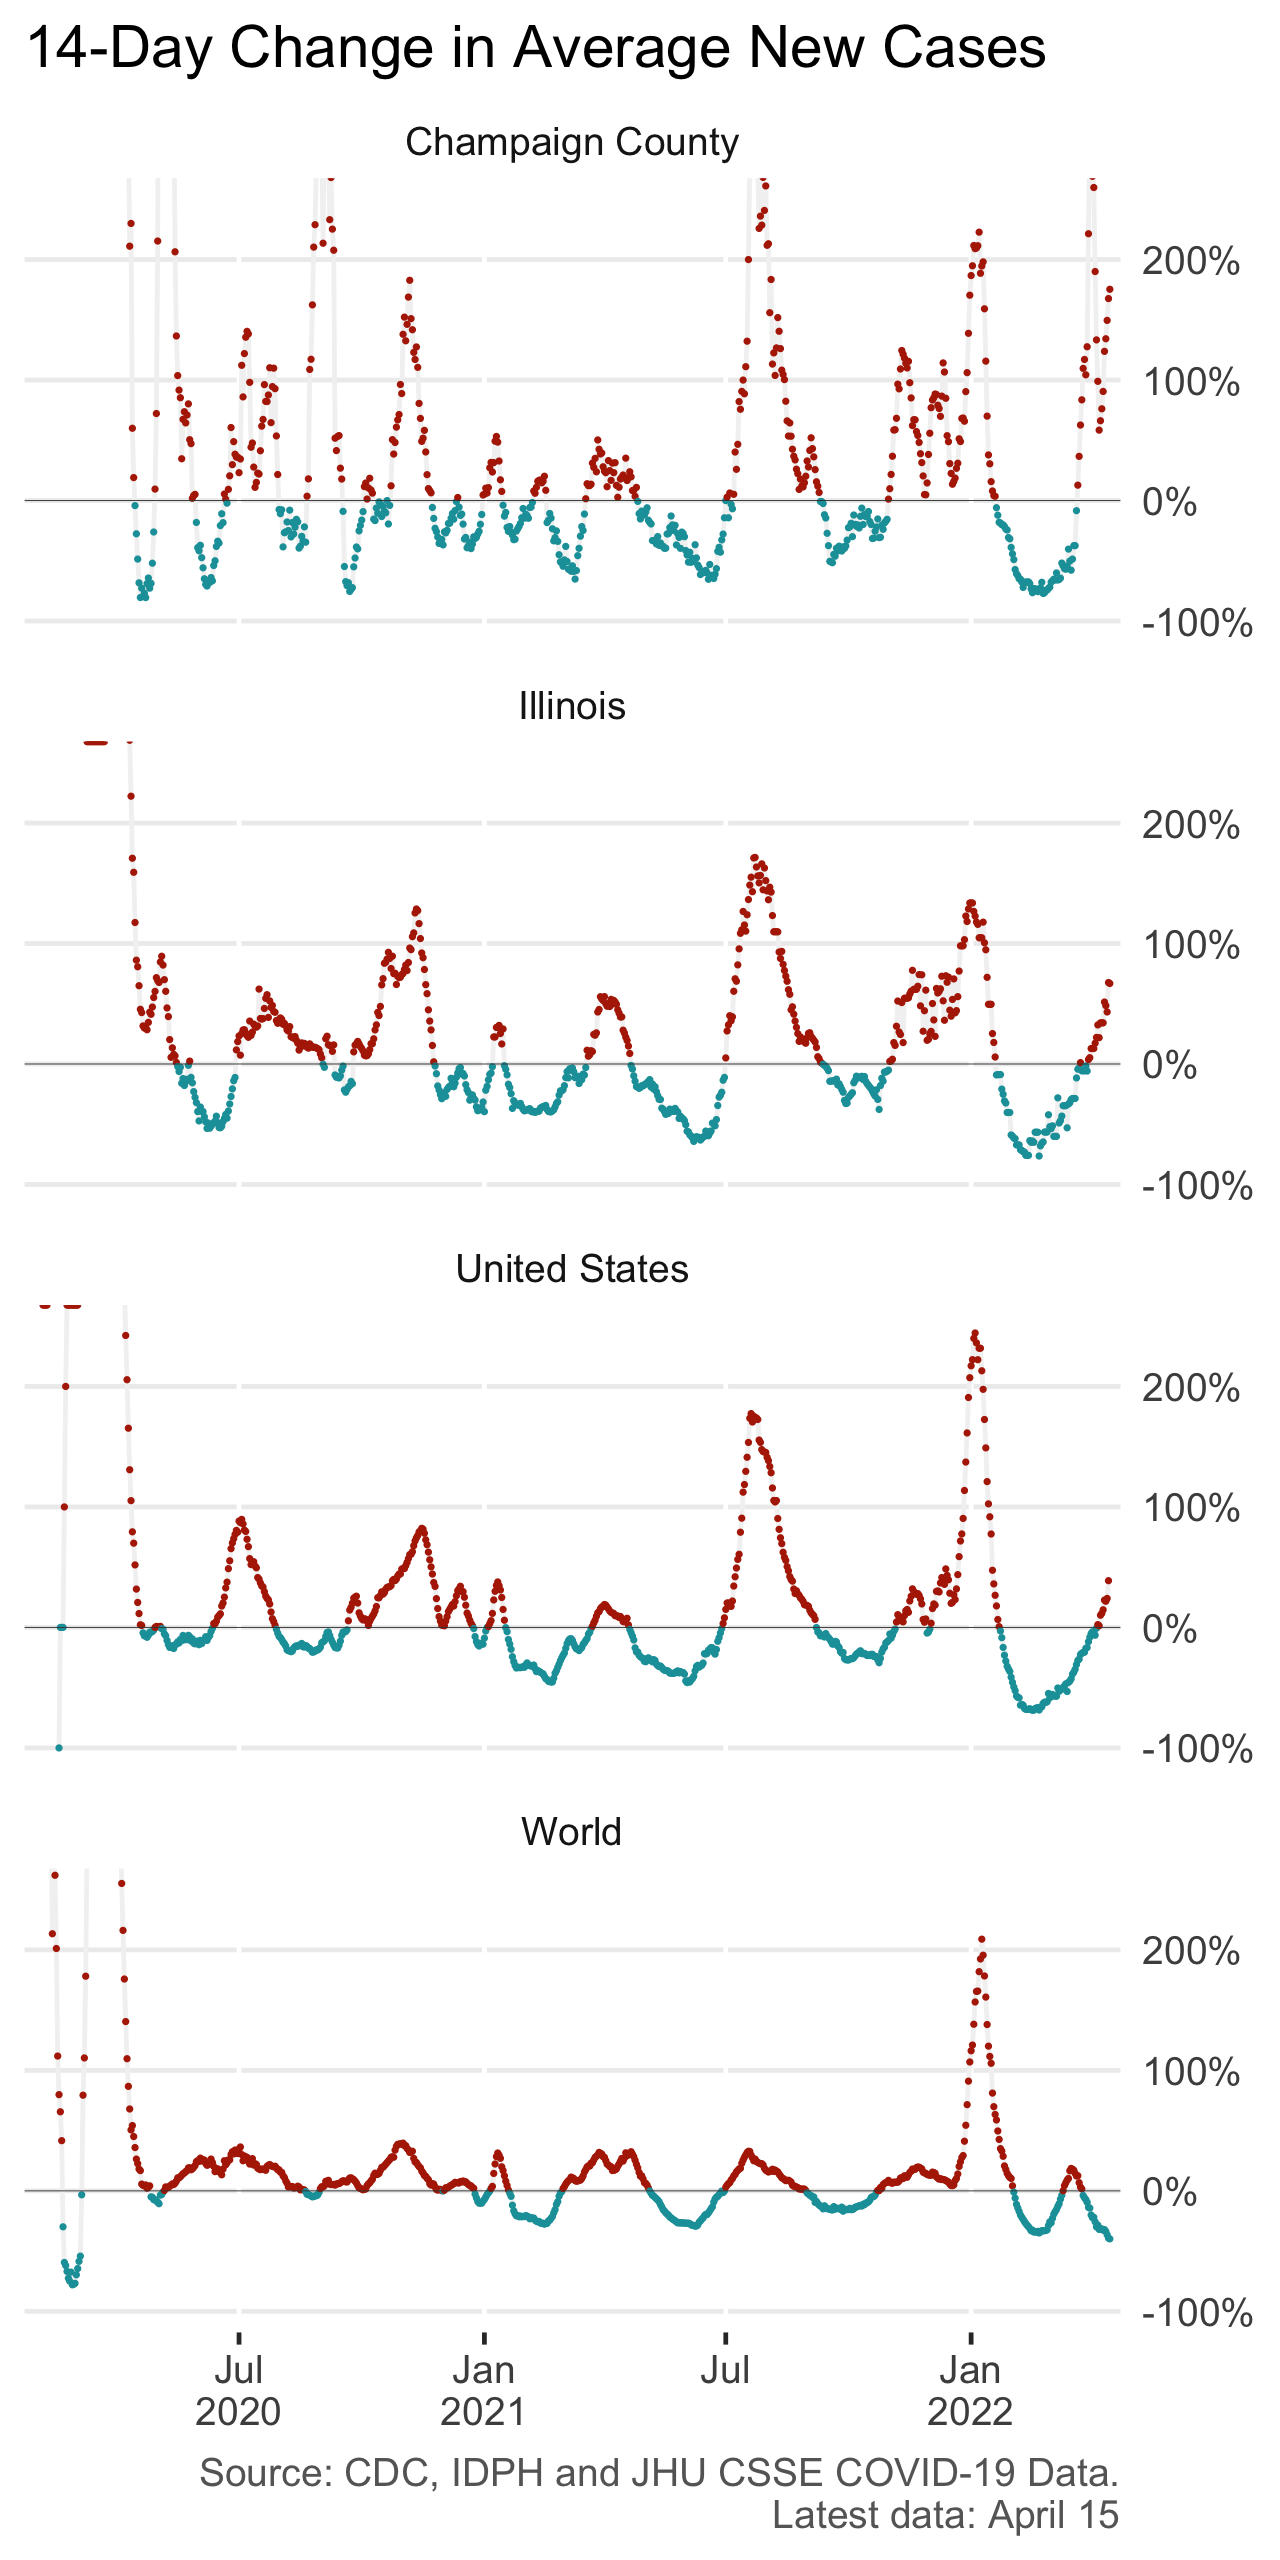 14-Day Change in Average New Cases
Champaign County
200%
100%
0%
-100%
Illinois
200%
100%
0%
-100%
United States
200%
100%
0%
-100%
World
200%
100%
0%
-100%
Jul Jan Jul Jan
2020 2021 2022
Source: CDC, IDPH and JHU CSSE COVID-19 Data.
Latest data: April 15